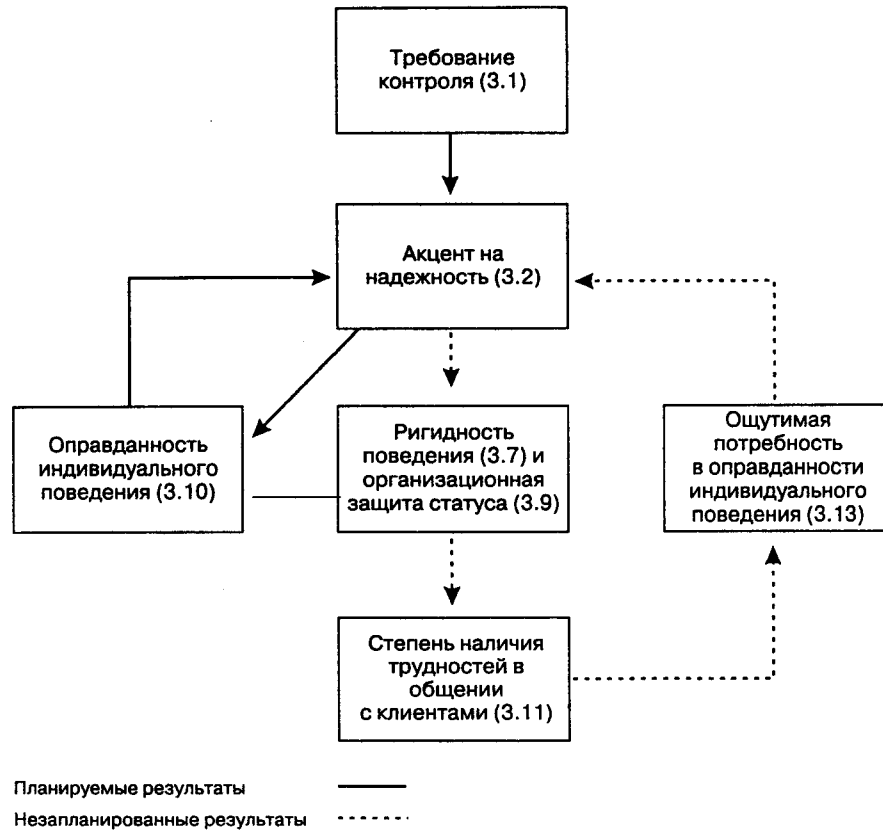 Требование
контроля (3.1)
Акцент на
надежность (3.2)
Оправданность
индивидуального
поведения (3.10)
Ригидность
поведения (3.7) и
организационная
защита статуса (3.9)
Ощутимая
потребность
в оправданности
индивидуального
поведения (3.13)
Степень наличия
трудностей в
общении
с клиентами (3.11)
Планируемые результаты
Незапланированные результаты